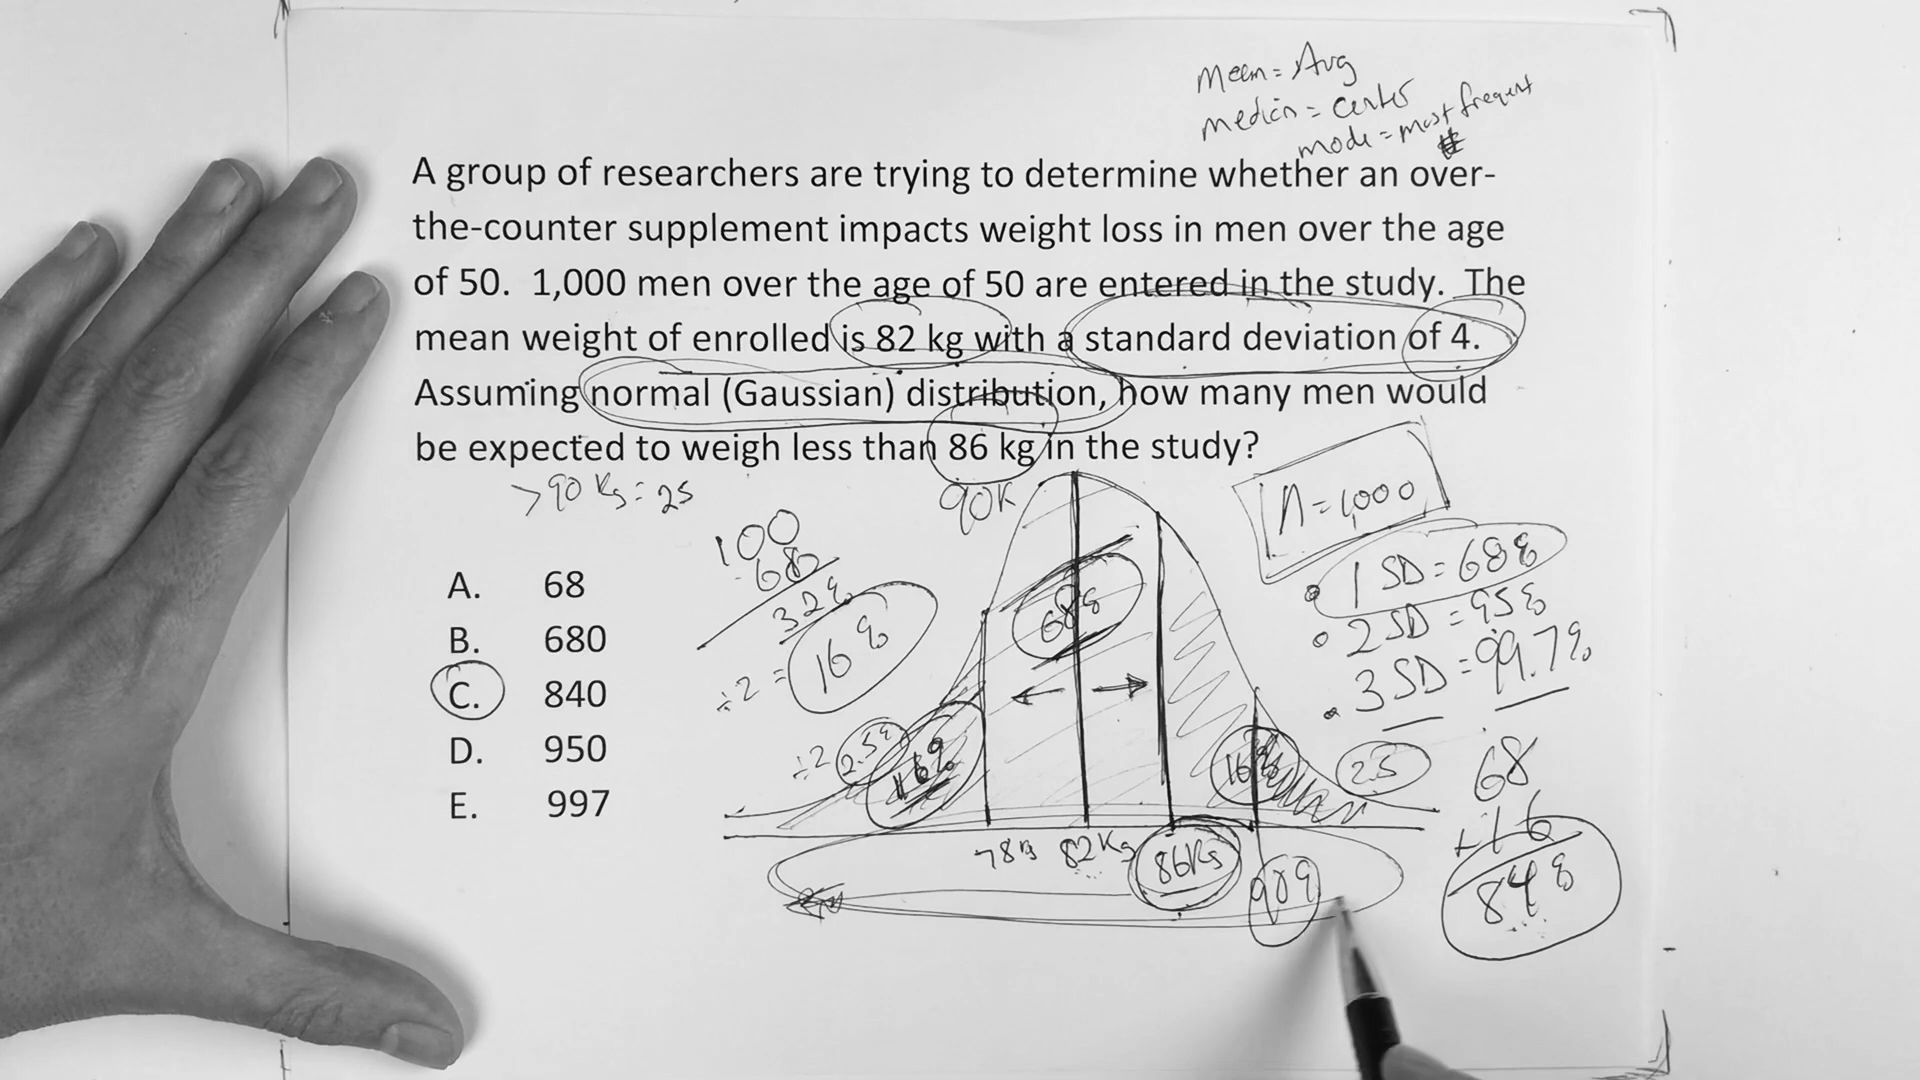 Mean = Avg
median = center
mode = most frequent
A group of researchers are trying to determine whether an over-
the-counter supplement impacts weight loss in men over the age
of 50. 1,000 men over the age of 50 are entered in the study. The
mean weight of enrolled is 82 kg with a standard deviation of 4.
Assuming normal (Gaussian) distribution, how many men would
be expected to weigh less than 86 kg in the study?
>90 Kg = 25
90K
n = 1,000
100
-68
32%
÷2 = 16%
A. 68
B. 680
C. 840
D. 950
E. 997
68%
1 SD = 68%
2 SD = 95%
3 SD = 99.7%
÷2 2.5%
16%
16%
2.5
68
+16
84%
78 Kg 82 Kg 86 Kg